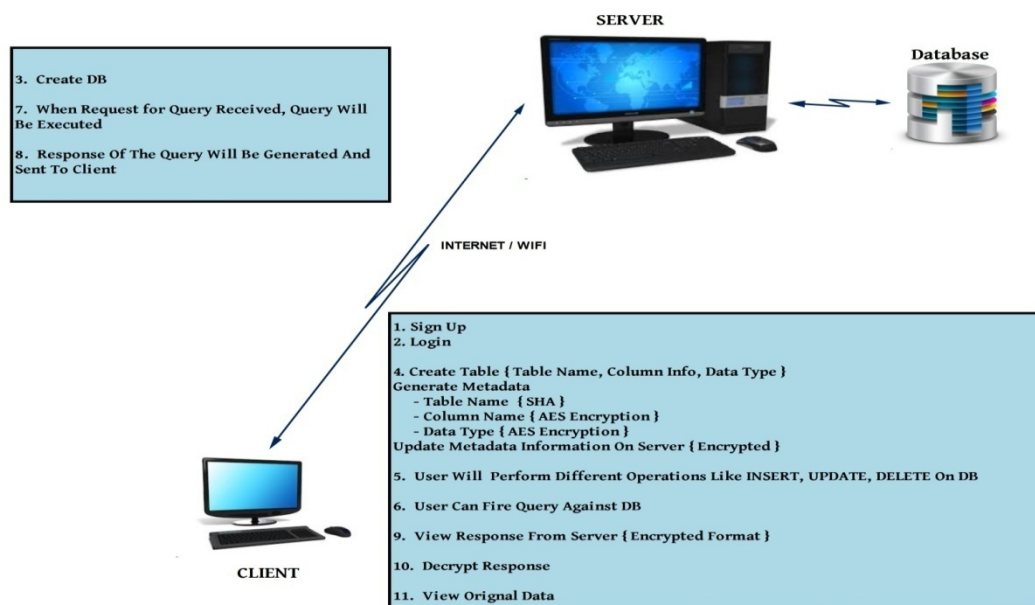 SERVER
Database
3. Create DB
7. When Request for Query Received, Query Will
Be Executed
8. Response Of The Query Will Be Generated And
Sent To Client
INTERNET / WIFI
1. Sign Up
2. Login
4. Create Table { Table Name, Column Info, Data Type }
Generate Metadata
- Table Name { SHA }
- Column Name { AES Encryption }
- Data Type { AES Encryption }
Update Metadata Information On Server { Encrypted }
5. User Will Perform Different Operations Like INSERT, UPDATE, DELETE On DB
6. User Can Fire Query Against DB
9. View Response From Server { Encrypted Format }
10. Decrypt Response
11. View Orignal Data
CLIENT